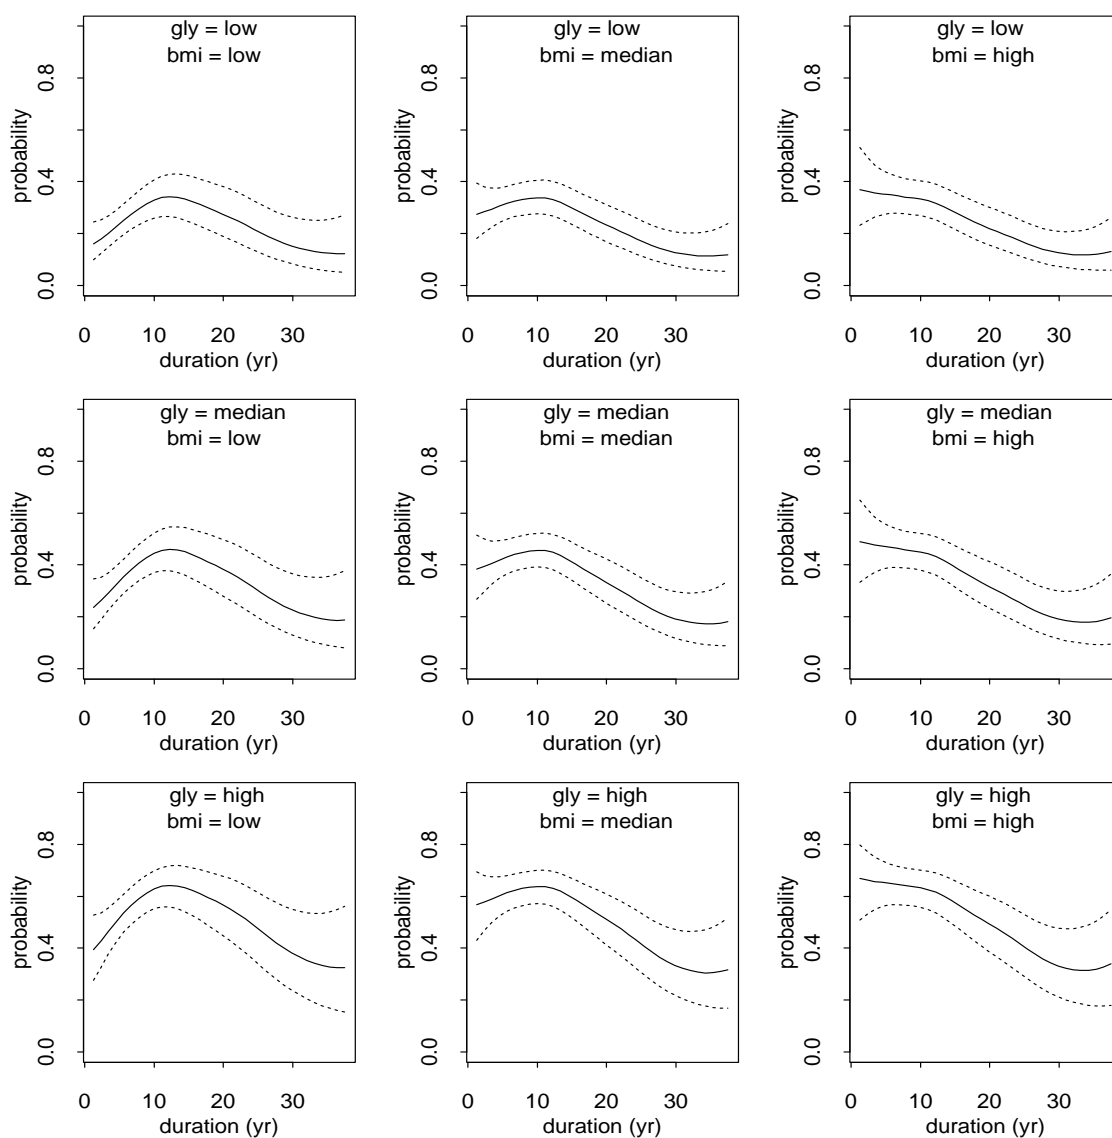 gly = low
bmi = low
probability
0.0 0.4 0.8
0 10 20 30
duration (yr)
gly = low
bmi = median
probability
0.0 0.4 0.8
0 10 20 30
duration (yr)
gly = low
bmi = high
probability
0.0 0.4 0.8
0 10 20 30
duration (yr)
gly = median
bmi = low
probability
0.0 0.4 0.8
0 10 20 30
duration (yr)
gly = median
bmi = median
probability
0.0 0.4 0.8
0 10 20 30
duration (yr)
gly = median
bmi = high
probability
0.0 0.4 0.8
0 10 20 30
duration (yr)
gly = high
bmi = low
probability
0.0 0.4 0.8
0 10 20 30
duration (yr)
gly = high
bmi = median
probability
0.0 0.4 0.8
0 10 20 30
duration (yr)
gly = high
bmi = high
probability
0.0 0.4 0.8
0 10 20 30
duration (yr)